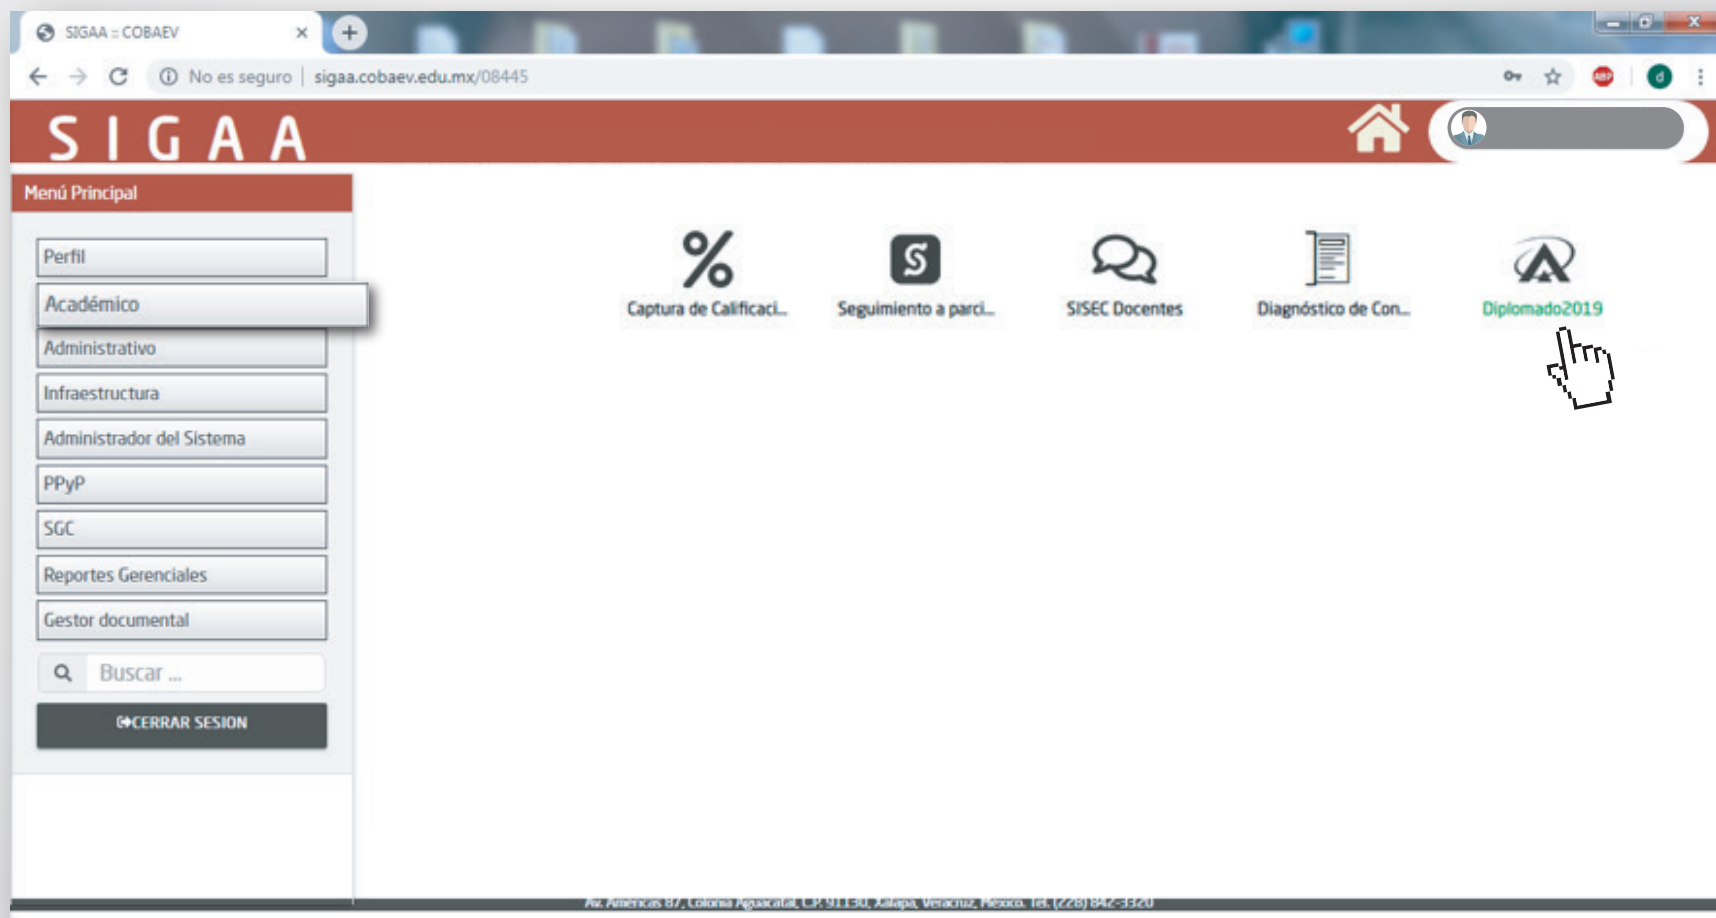 SIGAA :: COBAEV
No es seguro | sigaa.cobaev.edu.mx/08445
ABP
d
SIGAA
Menú Principal
Perfil
Académico
Administrativo
Infraestructura
Administrador del Sistema
PPyP
SGC
Reportes Gerenciales
Gestor documental
Buscar ...
CERRAR SESION
Captura de Calificaci...
Seguimiento a parci...
SISEC Docentes
Diagnóstico de Con...
Diplomado2019
Av. Américas 87, Colonia Aguacatal, C.P. 91130, Xalapa, Veracruz, México. Tel. (228) 842-3320